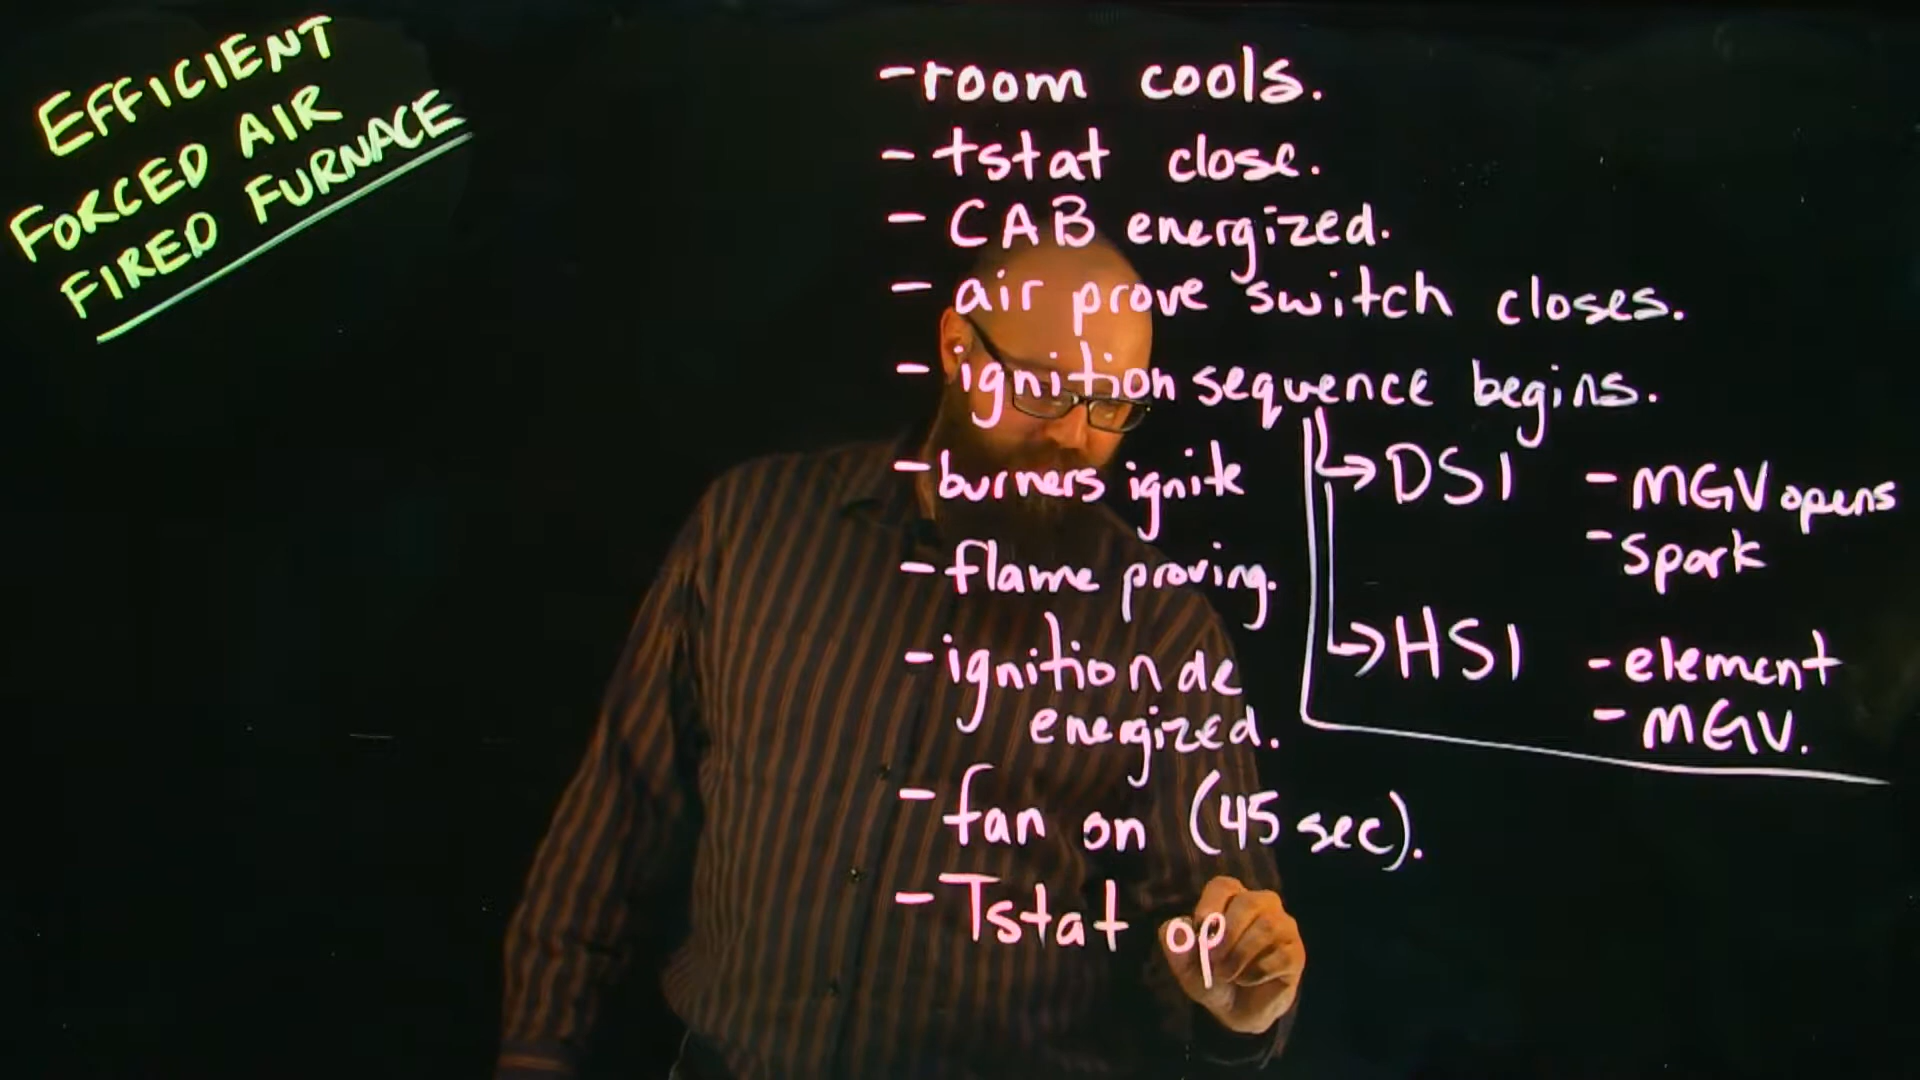 EFFICIENT
FORCED AIR
FIRED FURNACE
- room cools.
- tstat close.
- CAB energized.
- air prove switch closes.
- ignition sequence begins.
- burners ignite
- flame proving.
- ignition de
energized.
- fan on (45 sec).
- Tstat op
→ DSI
- MGV opens
- spark
→ HSI
- element
- MGV.